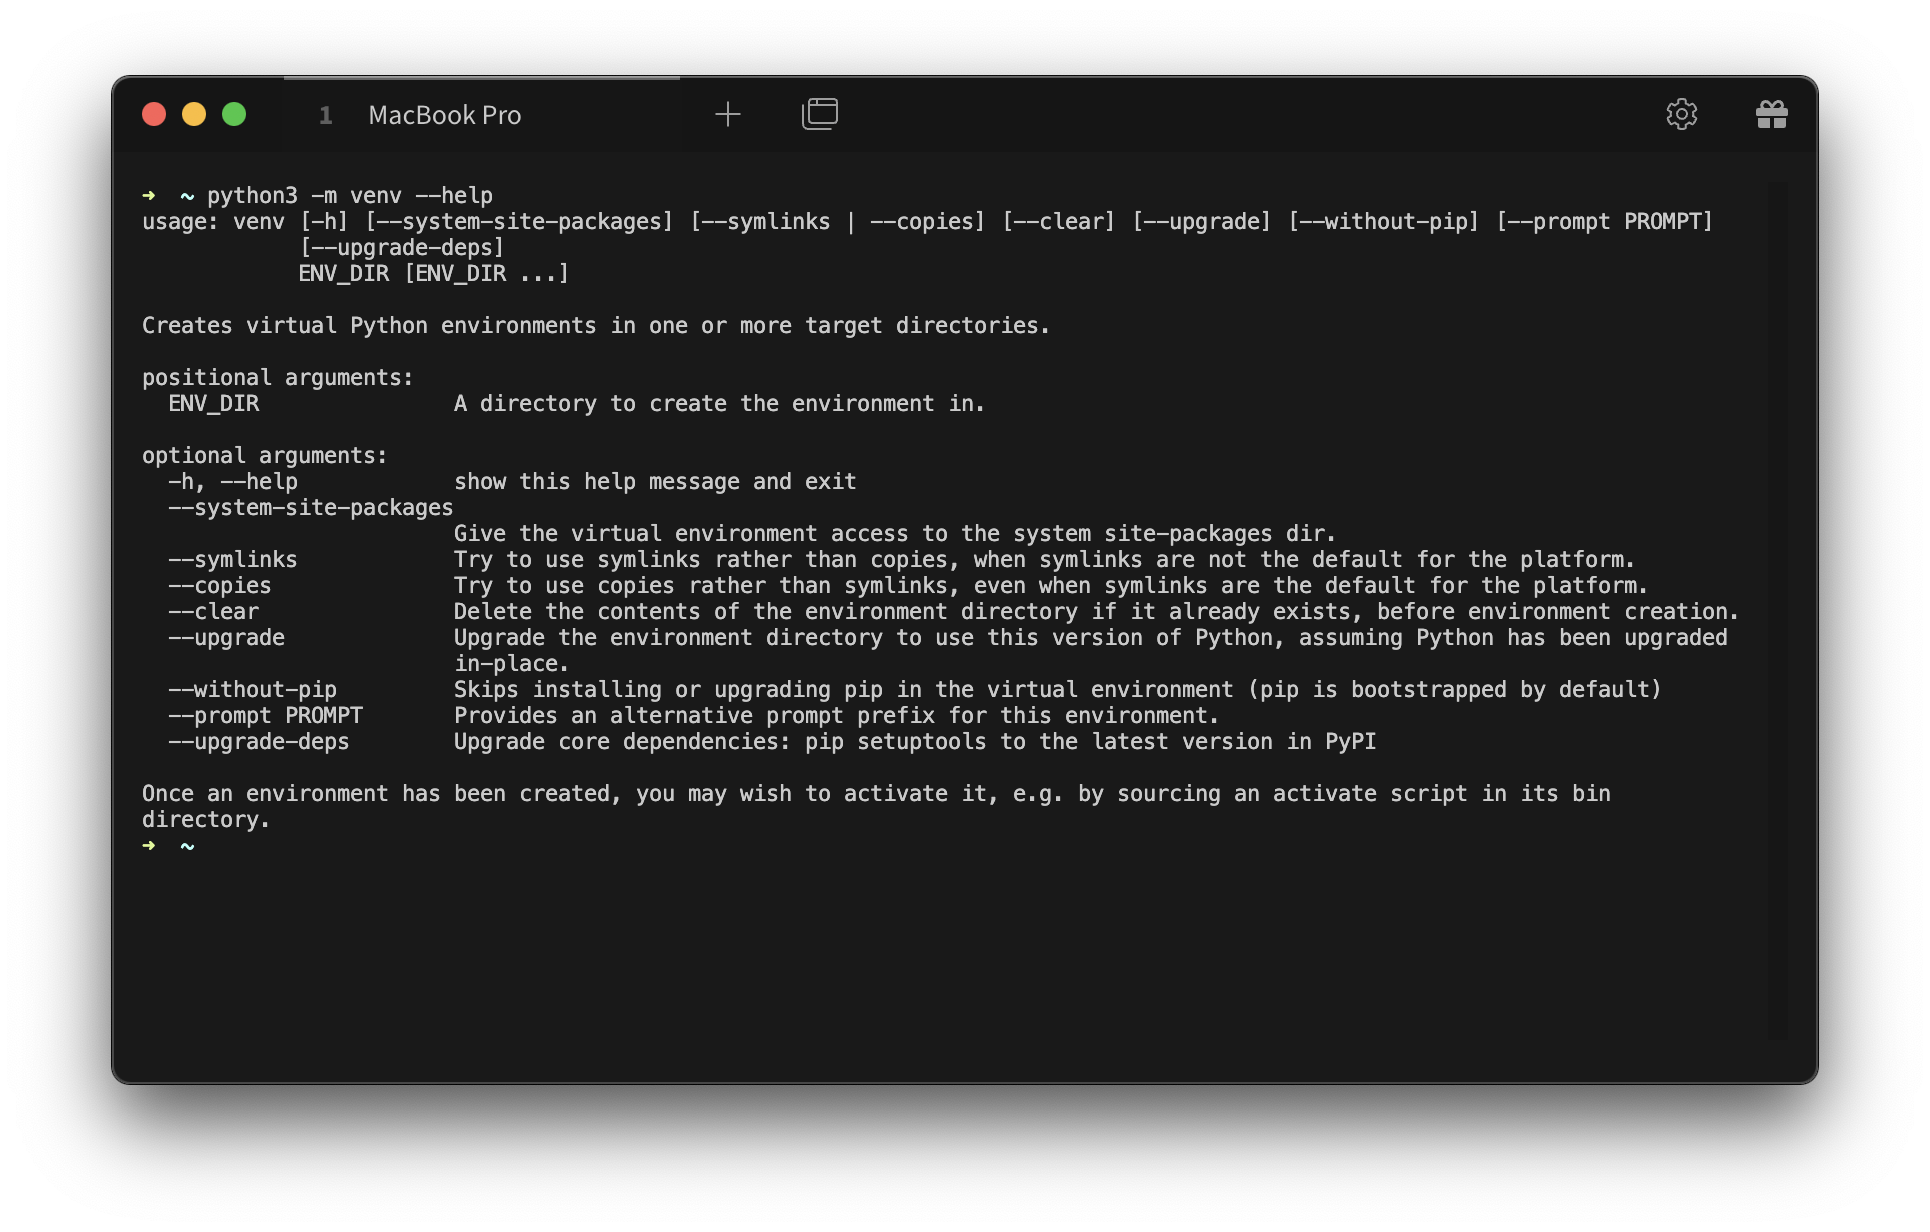 1 MacBook Pro
➜ ~ python3 -m venv --help
usage: venv [-h] [--system-site-packages] [--symlinks | --copies] [--clear] [--upgrade] [--without-pip] [--prompt PROMPT]
            [--upgrade-deps]
            ENV_DIR [ENV_DIR ...]

Creates virtual Python environments in one or more target directories.

positional arguments:
  ENV_DIR               A directory to create the environment in.

optional arguments:
  -h, --help            show this help message and exit
  --system-site-packages
                        Give the virtual environment access to the system site-packages dir.
  --symlinks            Try to use symlinks rather than copies, when symlinks are not the default for the platform.
  --copies              Try to use copies rather than symlinks, even when symlinks are the default for the platform.
  --clear               Delete the contents of the environment directory if it already exists, before environment creation.
  --upgrade             Upgrade the environment directory to use this version of Python, assuming Python has been upgraded
                        in-place.
  --without-pip         Skips installing or upgrading pip in the virtual environment (pip is bootstrapped by default)
  --prompt PROMPT       Provides an alternative prompt prefix for this environment.
  --upgrade-deps        Upgrade core dependencies: pip setuptools to the latest version in PyPI

Once an environment has been created, you may wish to activate it, e.g. by sourcing an activate script in its bin
directory.
➜ ~